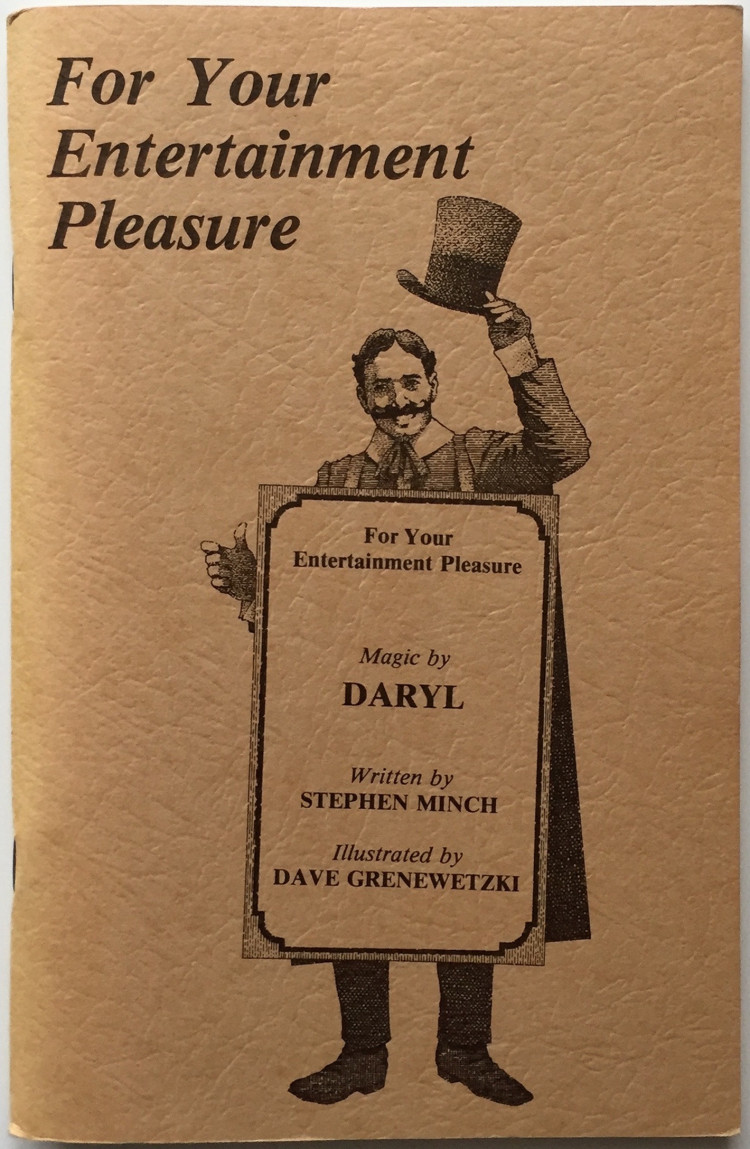 For Your
Entertainment
Pleasure
For Your
Entertainment Pleasure
Magic by
DARYL
Written by
STEPHEN MINCH
Illustrated by
DAVE GRENEWETZKI